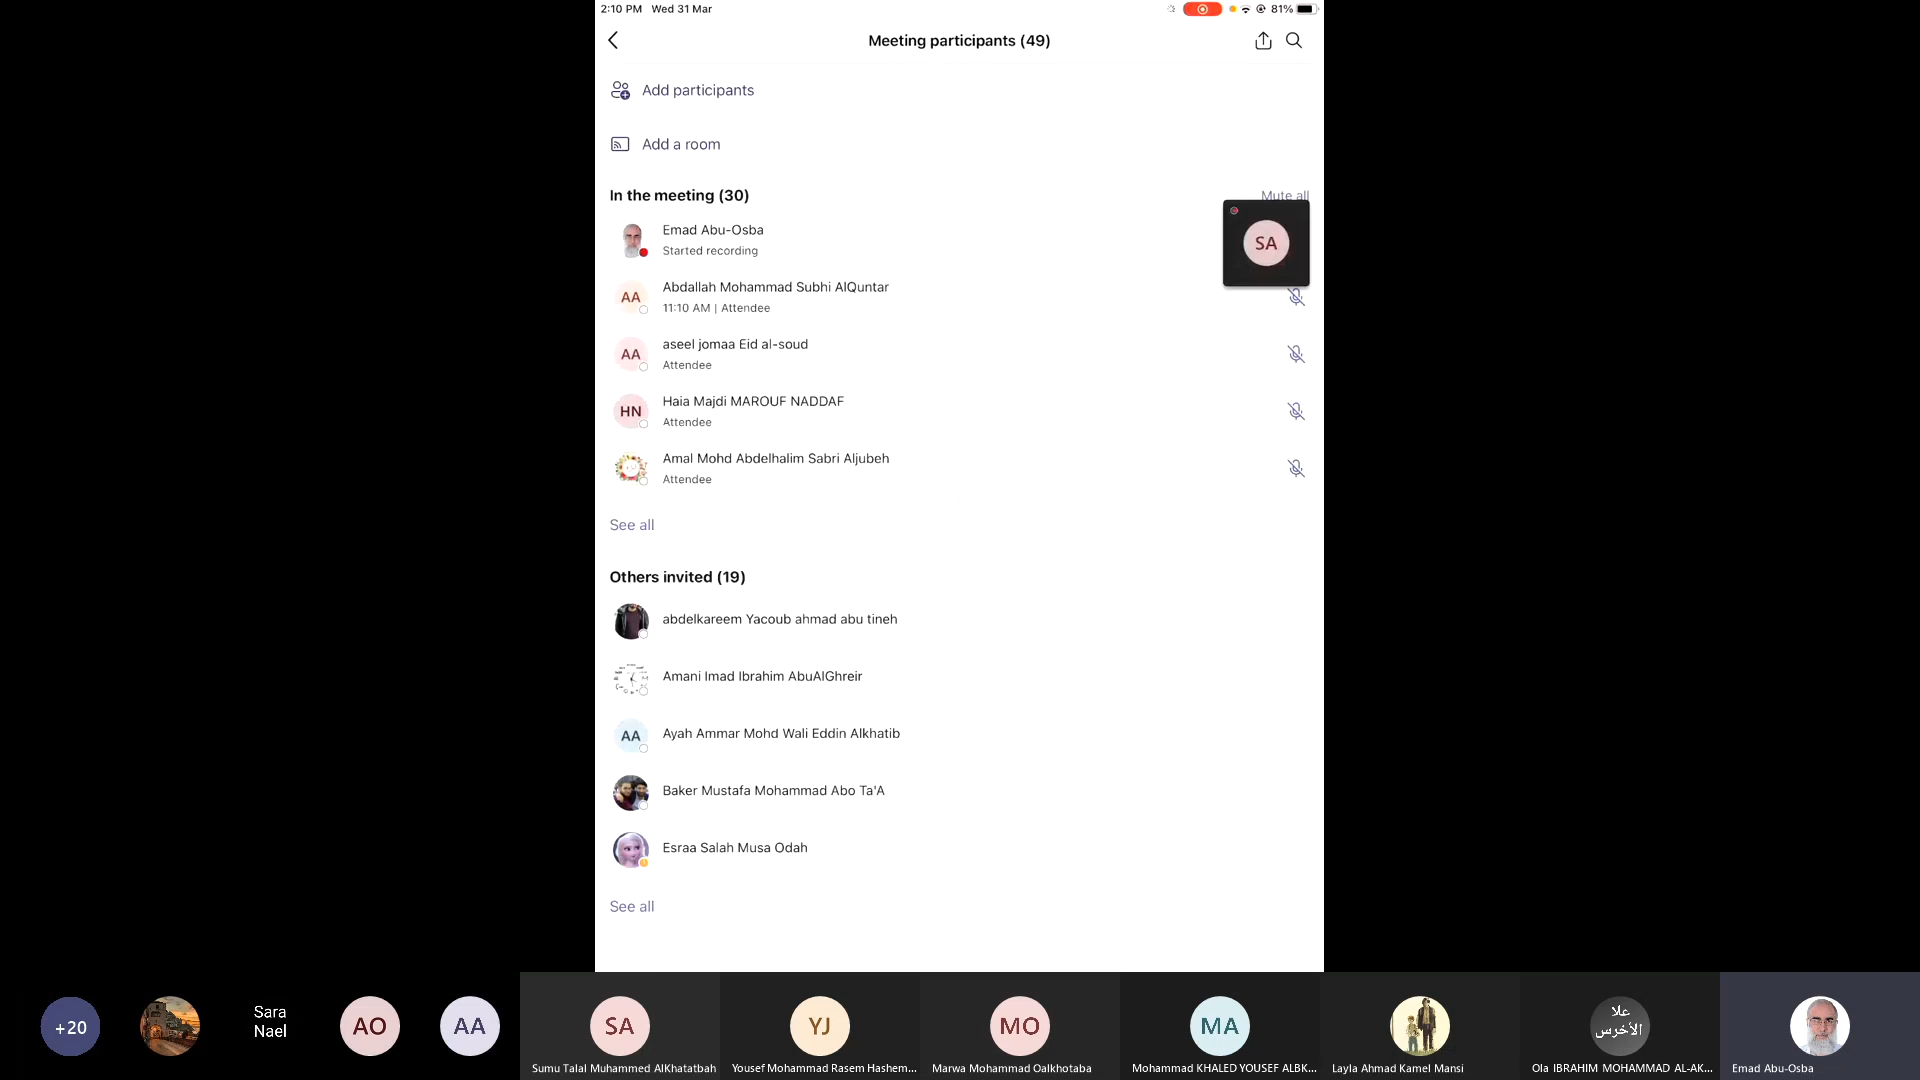 2:10 PM Wed 31 Mar
81%
Meeting participants (49)
Add participants
Add a room
In the meeting (30)
Mute all
Emad Abu-Osba
Started recording
SA
AA
Abdallah Mohammad Subhi AlQuntar
11:10 AM | Attendee
AA
aseel jomaa Eid al-soud
Attendee
HN
Haia Majdi MAROUF NADDAF
Attendee
Amal Mohd Abdelhalim Sabri Aljubeh
Attendee
See all
Others invited (19)
abdelkareem Yacoub ahmad abu tineh
Amani Imad Ibrahim AbuAlGhreir
AA
Ayah Ammar Mohd Wali Eddin Alkhatib
Baker Mustafa Mohammad Abo Ta'A
Esraa Salah Musa Odah
See all
+20
Sara
Nael
AO
AA
SA
Sumu Talal Muhammed AlKhatatbah
YJ
Yousef Mohammad Rasem Hashem...
MO
Marwa Mohammad Oalkhotaba
MA
Mohammad KHALED YOUSEF ALBK...
Layla Ahmad Kamel Mansi
علا
الأخرس
Ola IBRAHIM MOHAMMAD AL-AK...
Emad Abu-Osba